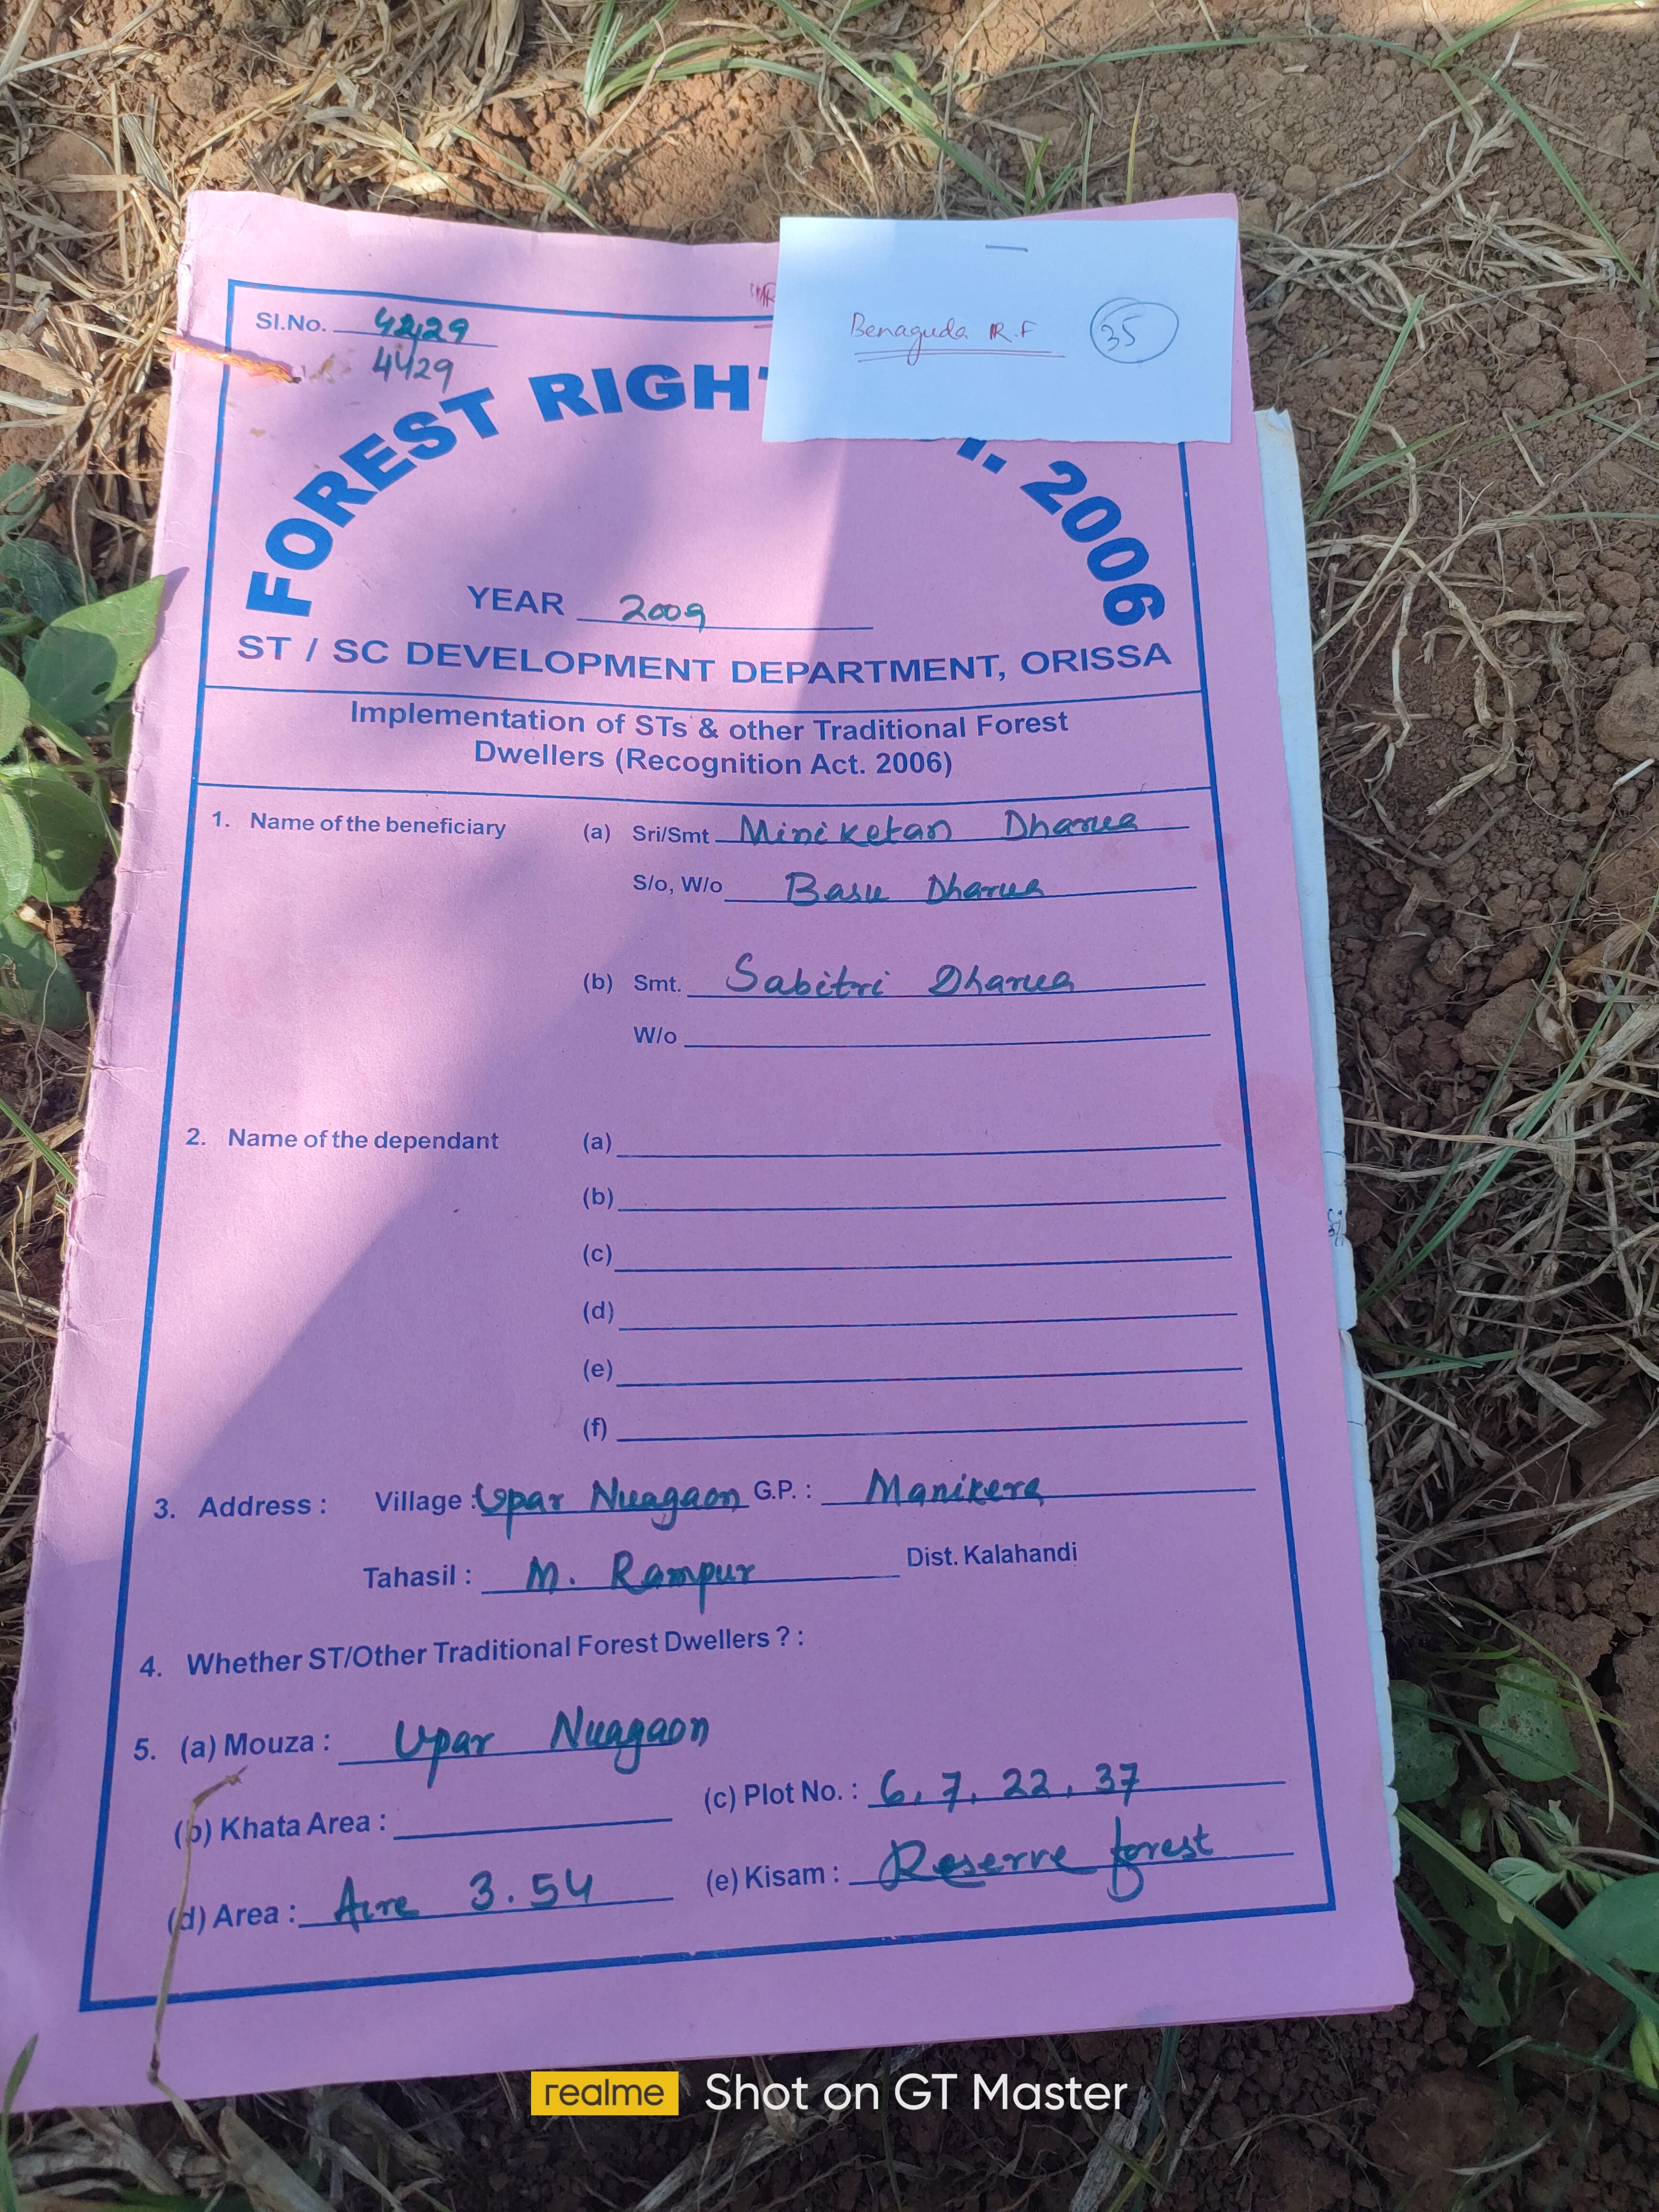 Benaguda R.F 35
Sl.No. 4229
4429
FOREST RIGH
. 2006
YEAR 2009
ST / SC DEVELOPMENT DEPARTMENT, ORISSA
Implementation of STs & other Traditional Forest
Dwellers (Recognition Act. 2006)
1. Name of the beneficiary (a) Sri/Smt Miniketan Dharua
S/o, W/o Basu Dharua
(b) Smt. Sabitri Dharua
W/o
2. Name of the dependant (a)
(b)
(c)
(d)
(e)
(f)
3. Address : Village : Upar Nuagaon G.P. : Manikera
Tahasil : M. Rampur Dist. Kalahandi
4. Whether ST/Other Traditional Forest Dwellers ? :
5. (a) Mouza : Upar Nuagaon
(b) Khata Area : (c) Plot No. : 6, 7, 22, 37
(d) Area : Acre 3.54 (e) Kisam : Reserve forest
realme Shot on GT Master